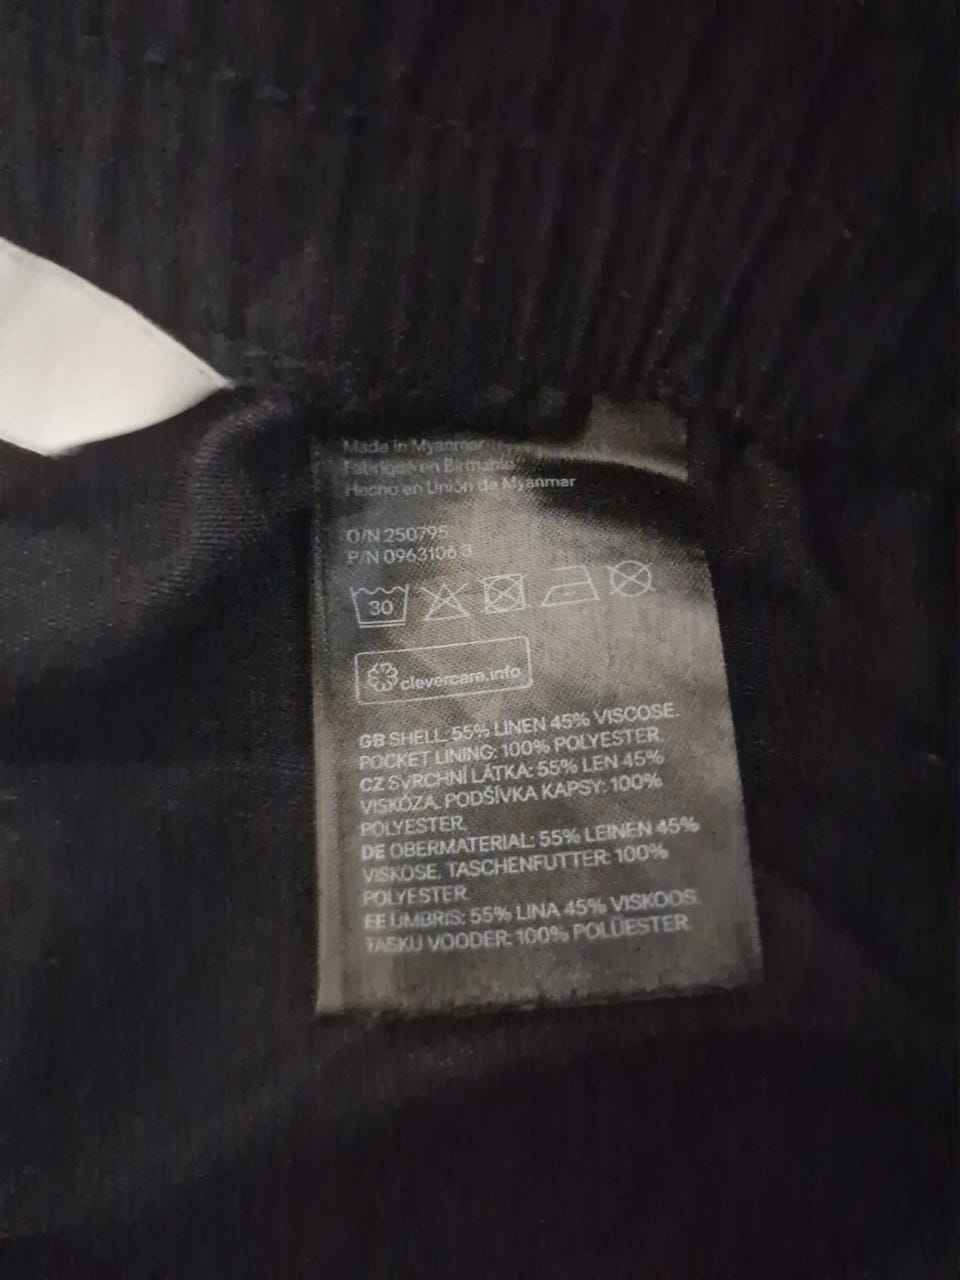 Made in Myanmar
Fabriqué en Birmanie
Hecho en Unión de Myanmar
O/N 250795
P/N 0963106 3
30
clevercare.info
GB SHELL: 55% LINEN 45% VISCOSE.
POCKET LINING: 100% POLYESTER.
CZ SVRCHNÍ LÁTKA: 55% LEN 45%
VISKÓZA. PODŠÍVKA KAPSY: 100%
POLYESTER.
DE OBERMATERIAL: 55% LEINEN 45%
VISKOSE. TASCHENFUTTER: 100%
POLYESTER.
EE ÜMBRIS: 55% LINA 45% VISKOOS.
TASKU VOODER: 100% POLÜESTER.